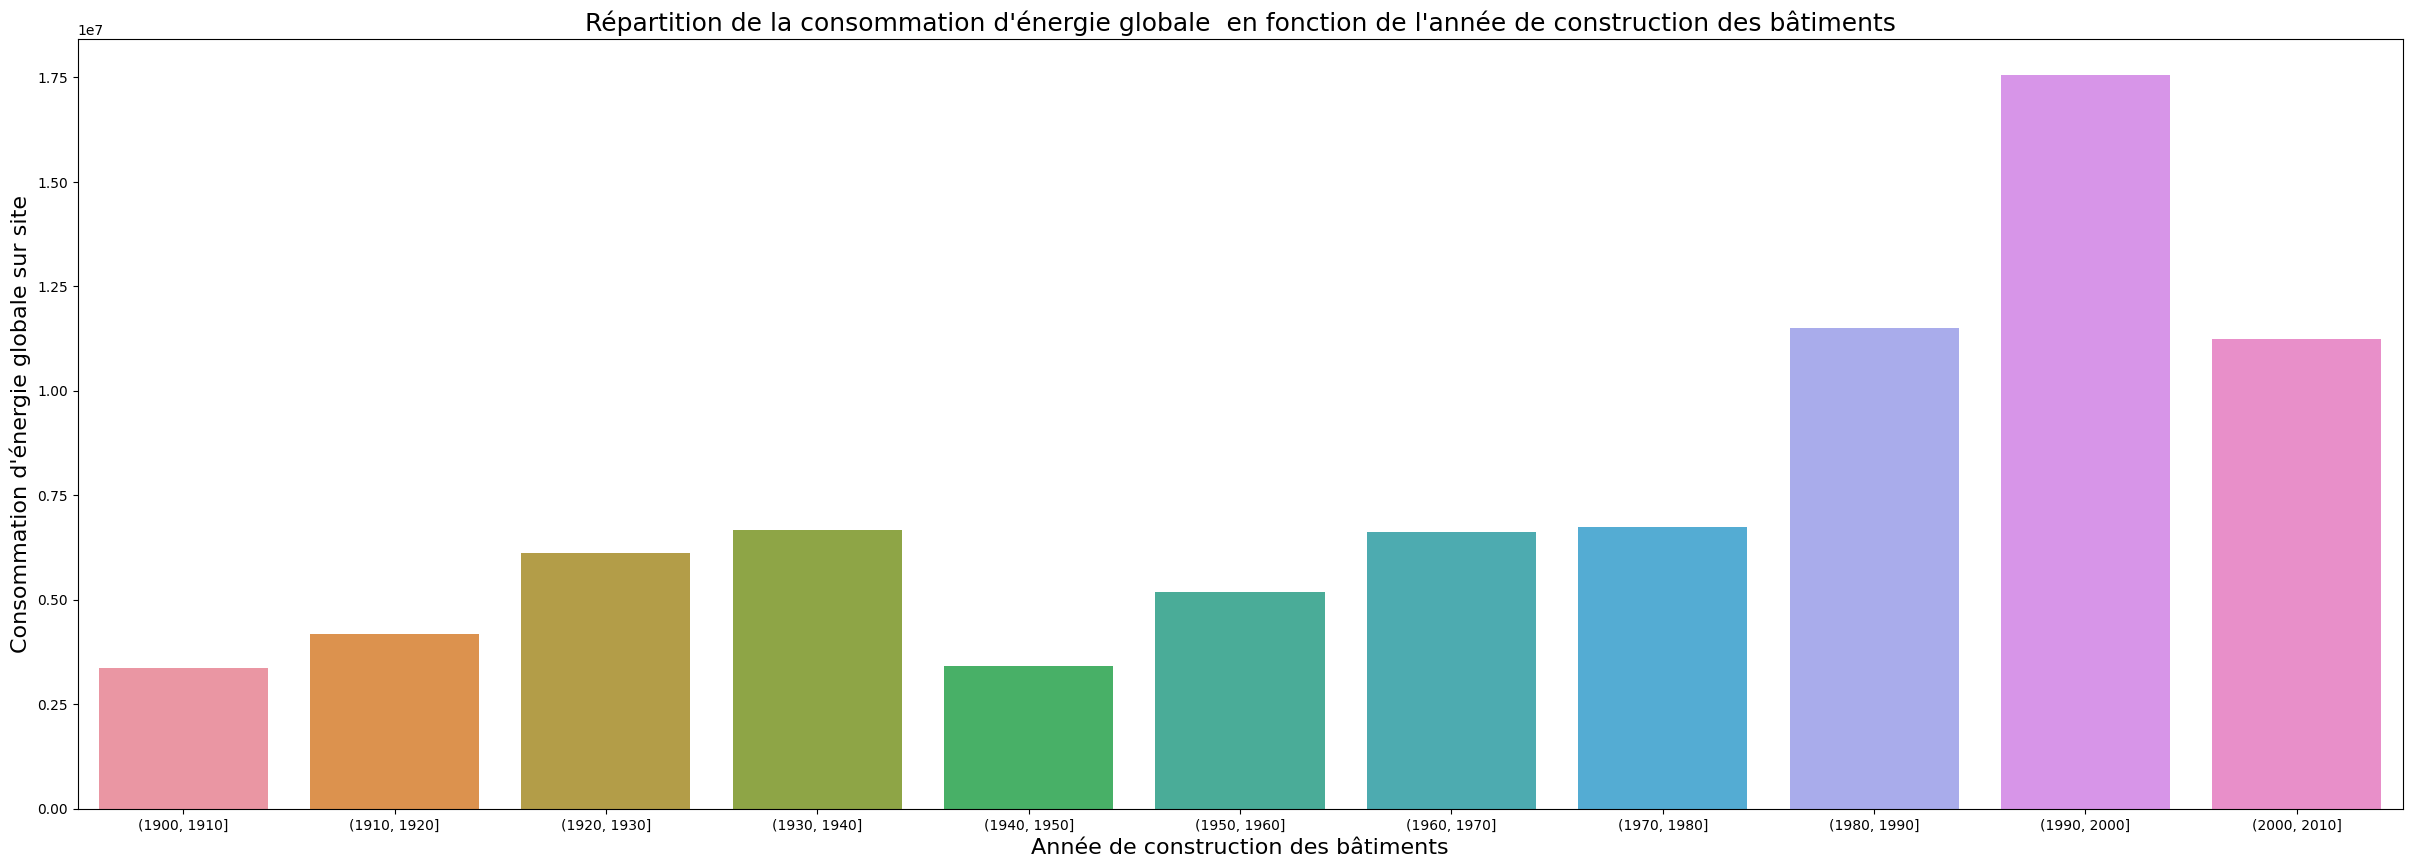 Répartition de la consommation d'énergie globale  en fonction de l'année de construction des bâtiments
1e7
1.75
1.50
1.25
1.00
0.75
0.50
0.25
0.00
Consommation d'énergie globale sur site
(1900, 1910] (1910, 1920] (1920, 1930] (1930, 1940] (1940, 1950] (1950, 1960] (1960, 1970] (1970, 1980] (1980, 1990] (1990, 2000] (2000, 2010]
Année de construction des bâtiments